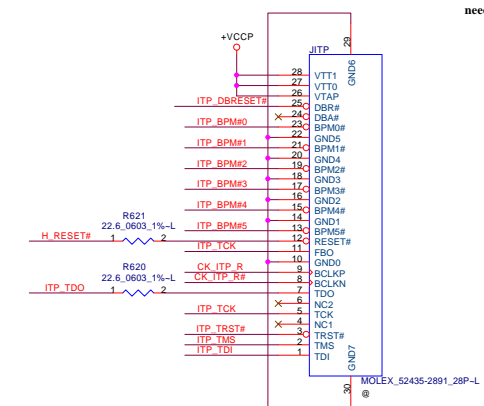 nee
+VCCP
JITP
29
GND6
28 VTT1
27 VTT0
26 VTAP
ITP_DBRESET# 25 DBR#
24 DBA#
ITP_BPM#0 23 BPM0#
22 GND5
ITP_BPM#1 21 BPM1#
20 GND4
ITP_BPM#2 19 BPM2#
18 GND3
ITP_BPM#3 17 BPM3#
16 GND2
ITP_BPM#4 15 BPM4#
14 GND1
ITP_BPM#5 13 BPM5#
R621
22.6_0603_1%~L
H_RESET# 1 2 12 RESET#
ITP_TCK 11 FBO
10 GND0
R620
22.6_0603_1%~L
CK_ITP_R 9 BCLKP
CK_ITP_R# 8 BCLKN
ITP_TDO 1 2 7 TDO
6 NC2
ITP_TCK 5 TCK
4 NC1
ITP_TRST# 3 TRST#
ITP_TMS 2 TMS
ITP_TDI 1 TDI
GND7
30
MOLEX_52435-2891_28P~L
@